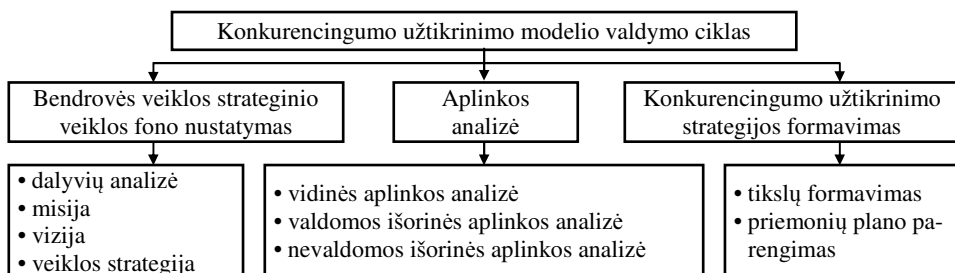 Konkurencingumo užtikrinimo modelio valdymo ciklas
Bendrovės veiklos strateginio
veiklos fono nustatymas
Aplinkos
analizė
Konkurencingumo užtikrinimo
strategijos formavimas
• dalyvių analizė
• misija
• vizija
• veiklos strategija
• vidinės aplinkos analizė
• valdomos išorinės aplinkos analizė
• nevaldomos išorinės aplinkos analizė
• tikslų formavimas
• priemonių plano pa-
rengimas